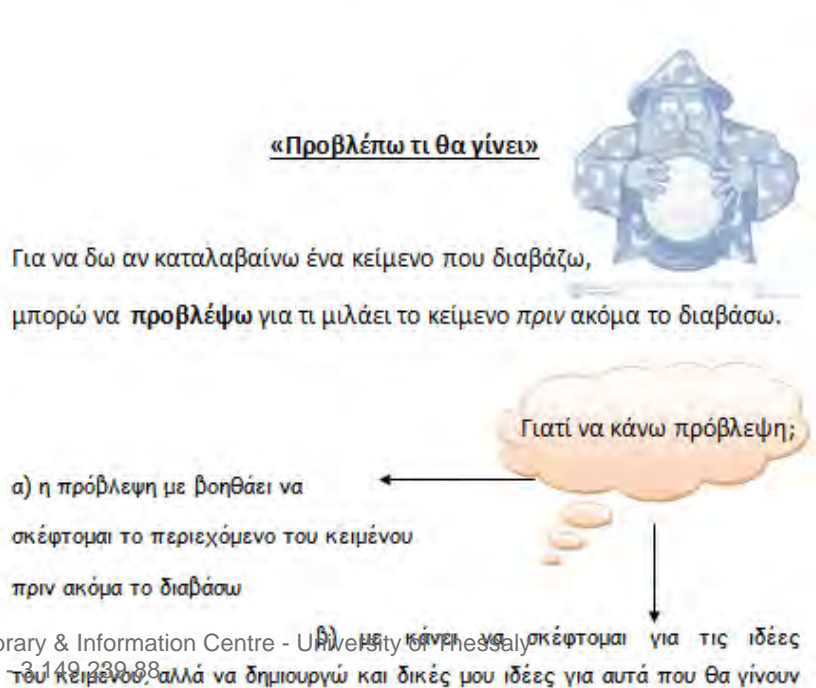 «Προβλέπω τι θα γίνει»
Για να δω αν καταλαβαίνω ένα κείμενο που διαβάζω,
μπορώ να προβλέψω για τι μιλάει το κείμενο πριν ακόμα το διαβάσω.
Γιατί να κάνω πρόβλεψη;
α) η πρόβλεψη με βοηθάει να
σκέφτομαι το περιεχόμενο του κειμένου
πριν ακόμα το διαβάσω
β) με κάνει να σκέφτομαι για τις ιδέες
rary & Information Centre - University of Thessaly
του κειμένου, αλλά να δημιουργώ και δικές μου ιδέες για αυτά που θα γίνουν
- 3.149.239.88